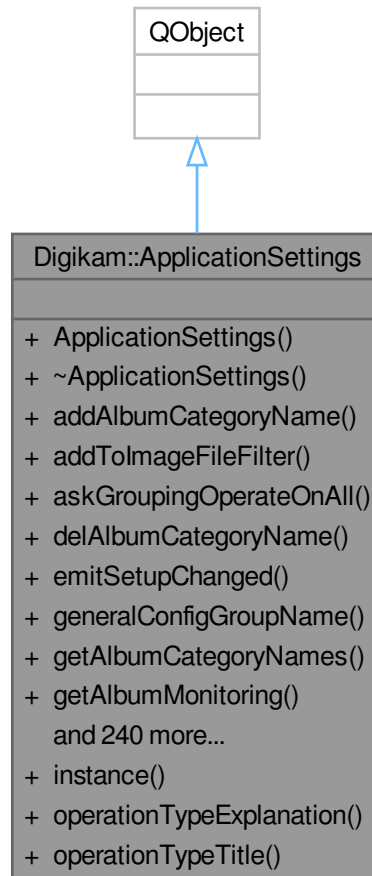 QObject
Digikam::ApplicationSettings
+ ApplicationSettings()
+ ~ApplicationSettings()
+ addAlbumCategoryName()
+ addToImageFileFilter()
+ askGroupingOperateOnAll()
+ delAlbumCategoryName()
+ emitSetupChanged()
+ generalConfigGroupName()
+ getAlbumCategoryNames()
+ getAlbumMonitoring()
and 240 more...
+ instance()
+ operationTypeExplanation()
+ operationTypeTitle()